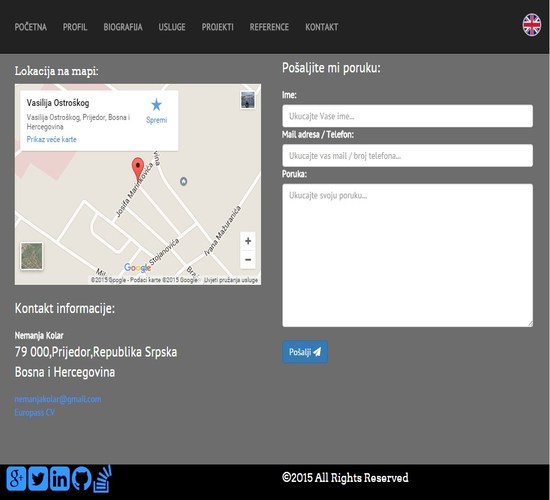 POČETNA PROFIL BIOGRAFIJA USLUGE PROJEKTI REFERENCE KONTAKT
Lokacija na mapi:
Vasilija Ostroškog
Vasilija Ostroškog, Prijedor, Bosna i
Hercegovina
Spremi
Prikaz veće karte
vina
Josifa Marinkovića
Ivana Mažuranića
Stojanovića
Mi
Bra
+
−
Google
©2015 Google - Podaci karte ©2015 Google
Uvjeti pružanja usluge
Kontakt informacije:
Nemanja Kolar
79 000,Prijedor,Republika Srpska
Bosna i Hercegovina
nemanjakolar@gmail.com
Europass CV
Pošaljite mi poruku:
Ime:
Ukucajte Vase ime...
Mail adresa / Telefon:
Ukucajte vas mail / broj telefona...
Poruka:
Ukucajte svoju poruku...
Pošalji
©2015 All Rights Reserved